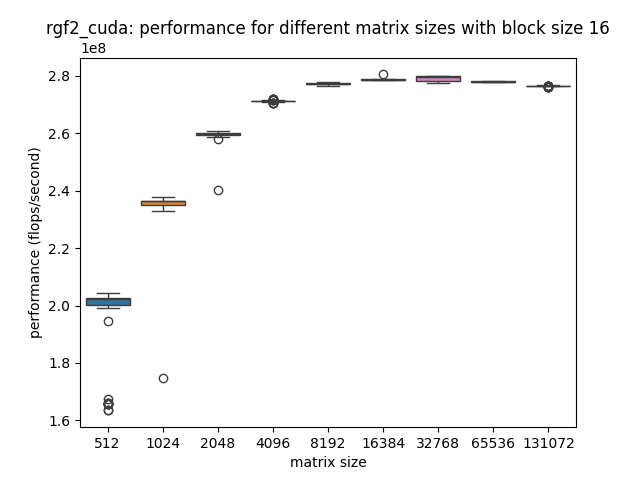 rgf2_cuda: performance for different matrix sizes with block size 16
1e8
2.8
2.6
2.4
2.2
2.0
1.8
1.6
performance (flops/second)
512 1024 2048 4096 8192 16384 32768 65536 131072
matrix size